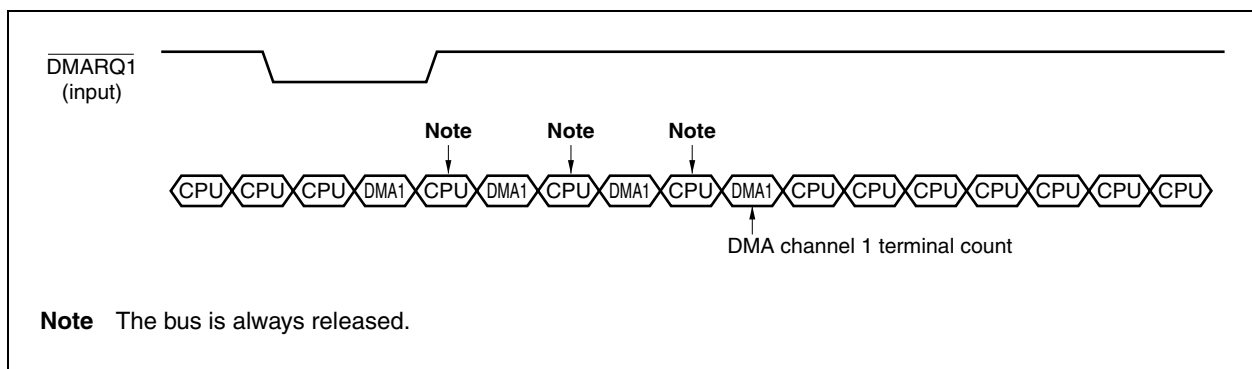 DMARQ1
(input)
Note Note Note
CPU CPU CPU DMA1 CPU DMA1 CPU DMA1 CPU DMA1 CPU CPU CPU CPU CPU CPU CPU
DMA channel 1 terminal count
Note The bus is always released.